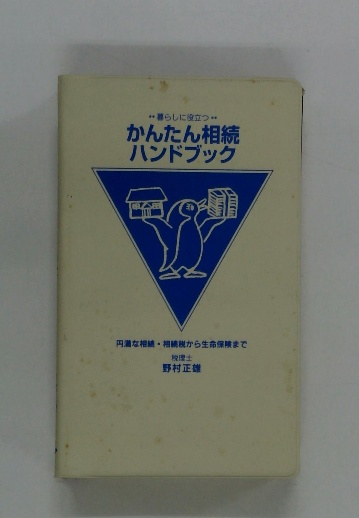 **暮らしに役立つ**
かんたん相続
ハンドブック
円満な相続・相続税から生命保険まで
税理士
野村正雄